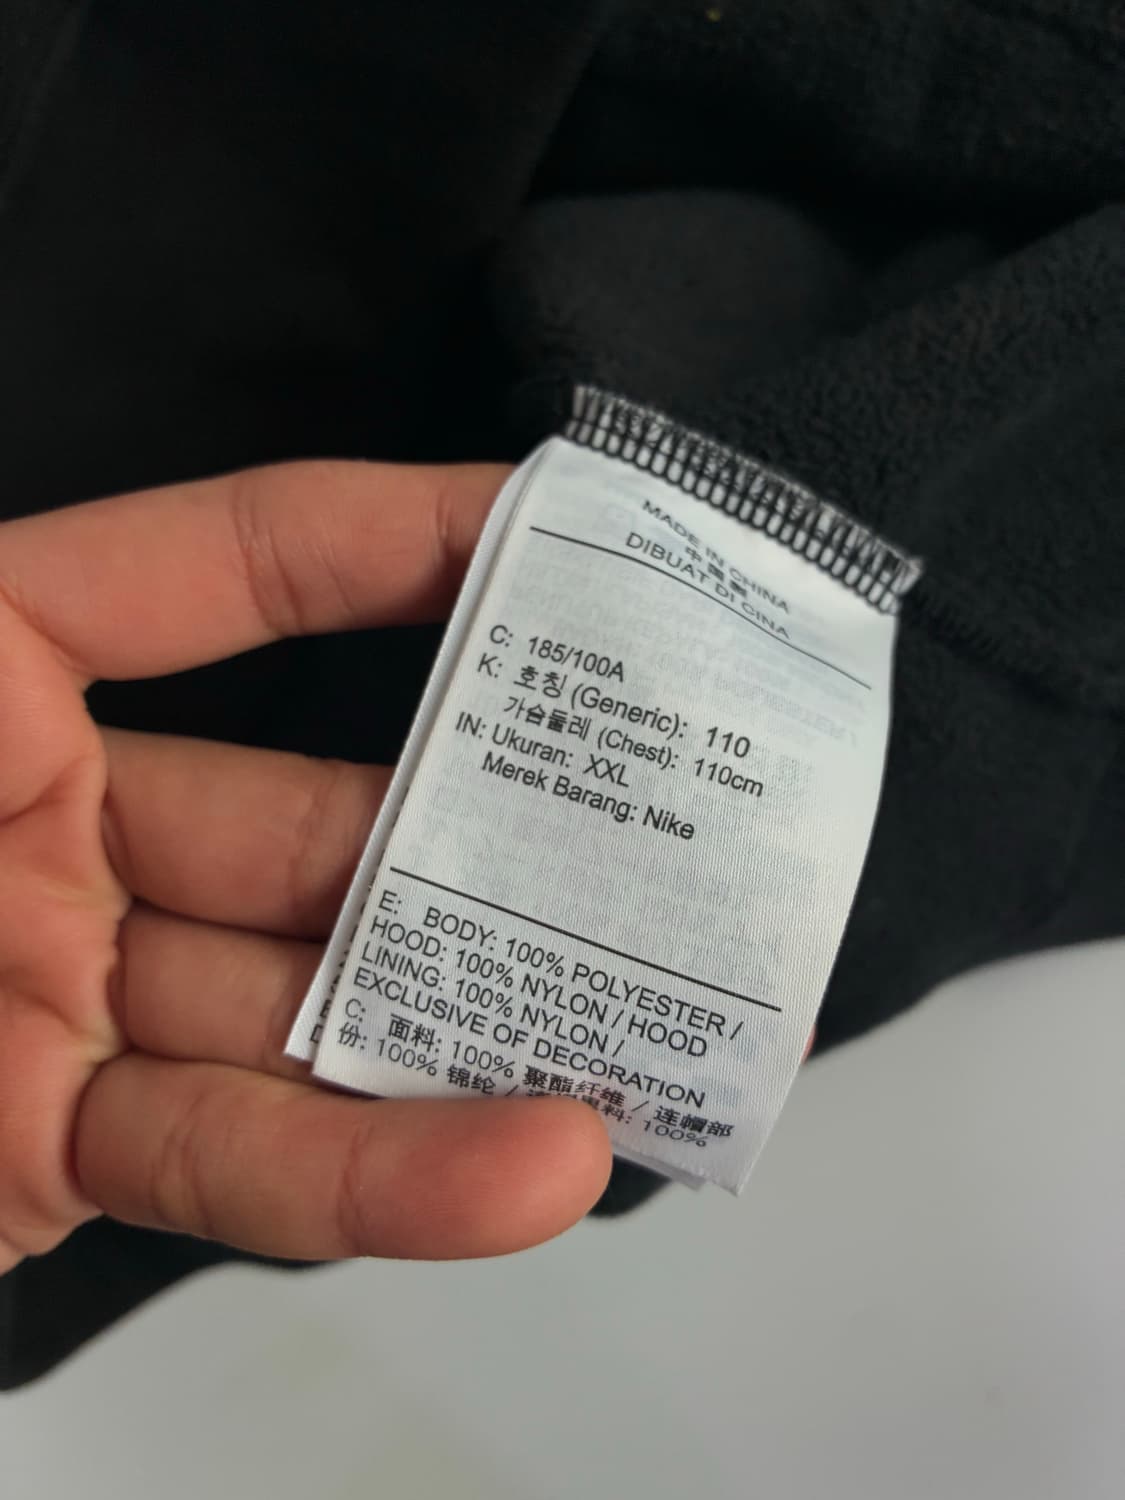 MADE IN CHINA
中国製
DIBUAT DI CINA
C: 185/100A
K: 호칭 (Generic): 110
가슴둘레 (Chest): 110cm
IN: Ukuran: XXL
Merek Barang: Nike
E: BODY: 100% POLYESTER /
HOOD: 100% NYLON / HOOD
LINING: 100% NYLON /
EXCLUSIVE OF DECORATION
C: 面料: 100% 聚酯纤维 / 连帽部
份: 100% 锦纶 / 料: 100%